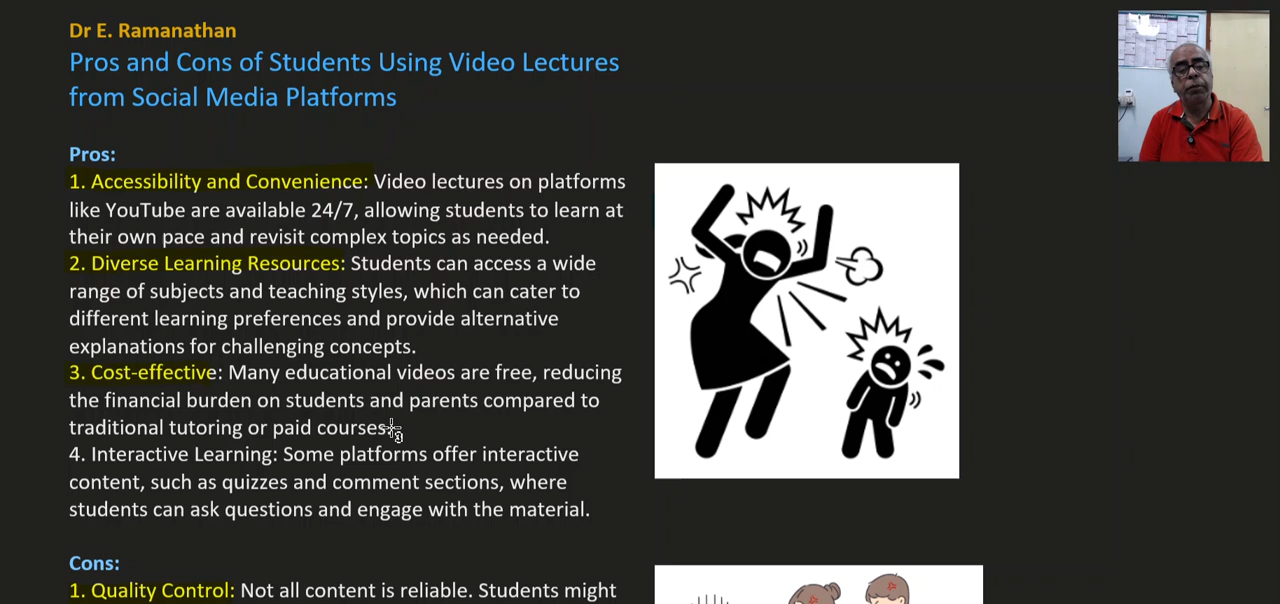 Dr E. Ramanathan
Pros and Cons of Students Using Video Lectures
from Social Media Platforms
Pros:
1. Accessibility and Convenience: Video lectures on platforms
like YouTube are available 24/7, allowing students to learn at
their own pace and revisit complex topics as needed.
2. Diverse Learning Resources: Students can access a wide
range of subjects and teaching styles, which can cater to
different learning preferences and provide alternative
explanations for challenging concepts.
3. Cost-effective: Many educational videos are free, reducing
the financial burden on students and parents compared to
traditional tutoring or paid courses.
4. Interactive Learning: Some platforms offer interactive
content, such as quizzes and comment sections, where
students can ask questions and engage with the material.
Cons:
1. Quality Control: Not all content is reliable. Students might